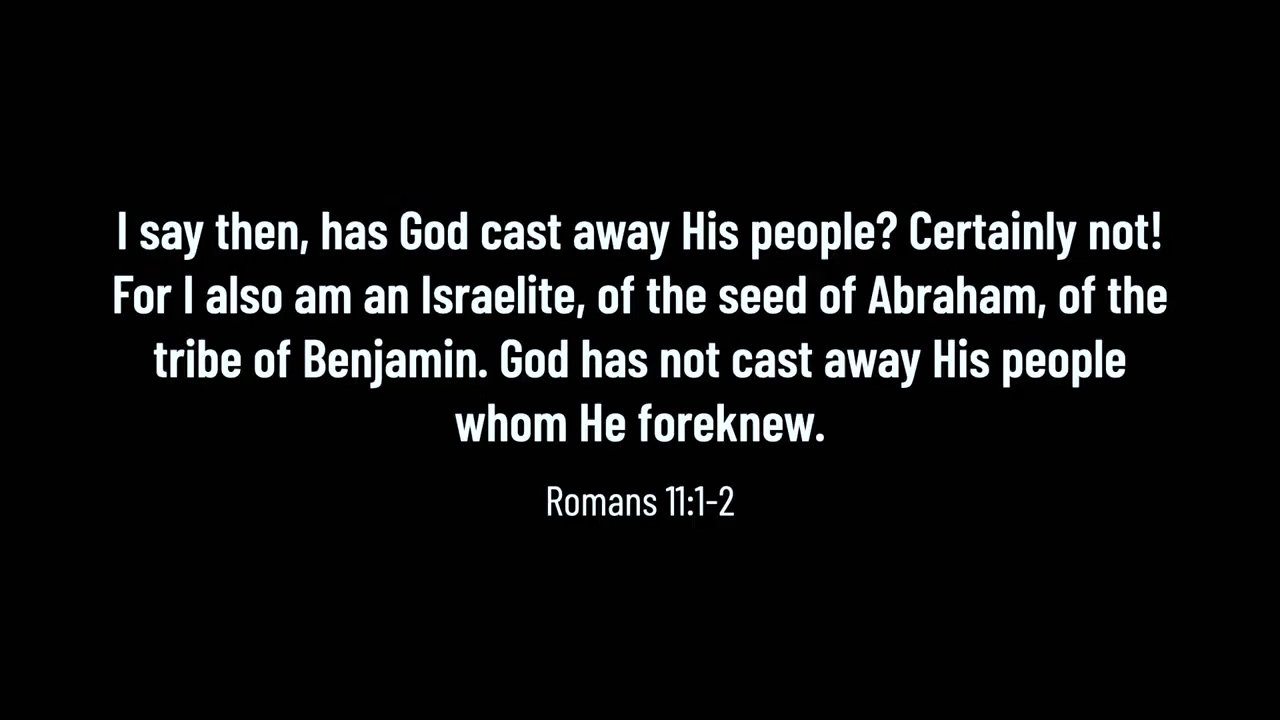 I say then, has God cast away His people? Certainly not!
For I also am an Israelite, of the seed of Abraham, of the
tribe of Benjamin. God has not cast away His people
whom He foreknew.
Romans 11:1-2